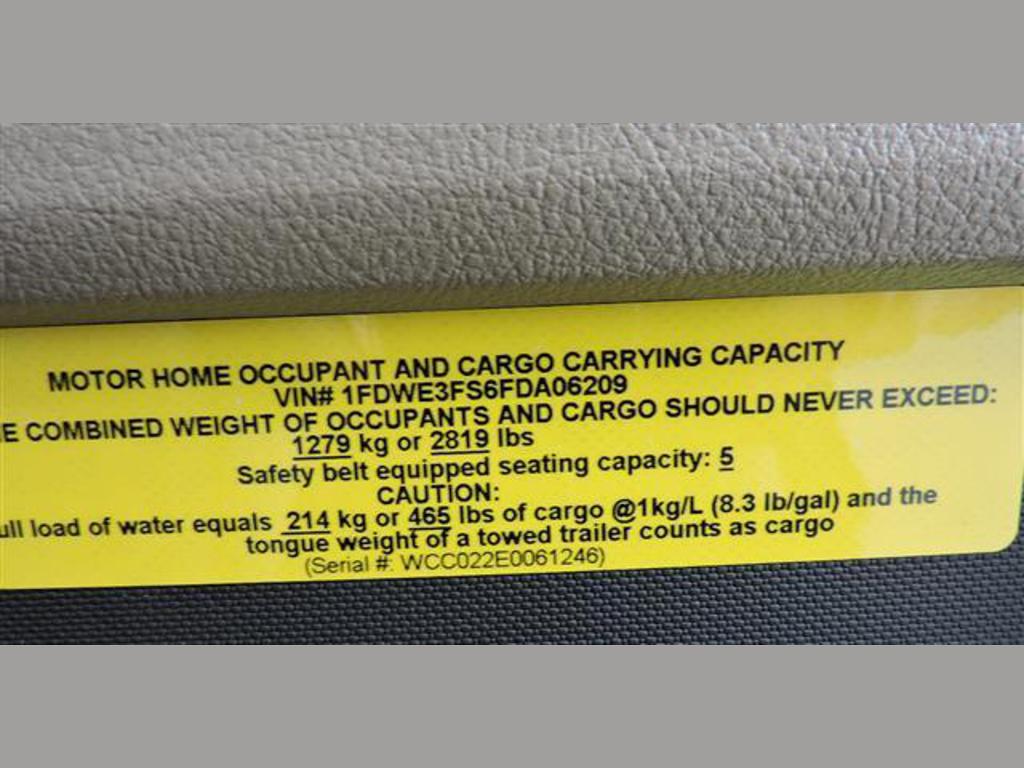 MOTOR HOME OCCUPANT AND CARGO CARRYING CAPACITY
VIN# 1FDWE3FS6FDA06209
COMBINED WEIGHT OF OCCUPANTS AND CARGO SHOULD NEVER EXCEED:
1279 kg or 2819 lbs
Safety belt equipped seating capacity: 5
CAUTION:
load of water equals 214 kg or 465 lbs of cargo @1kg/L (8.3 lb/gal) and the
tongue weight of a towed trailer counts as cargo
(Serial #: WCC022E0061246)